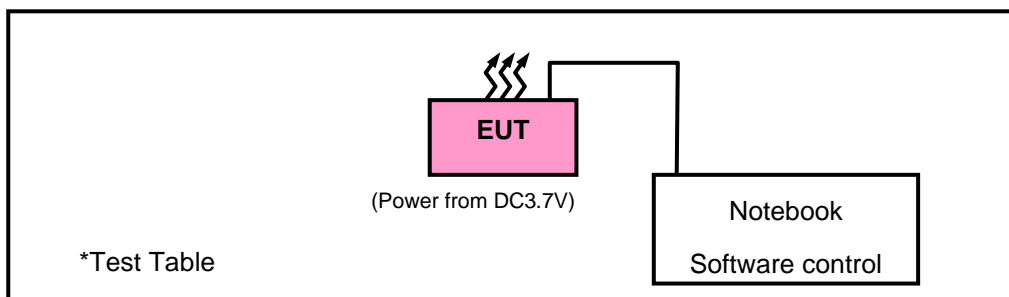 EUT
(Power from DC3.7V)
Notebook
Software control
*Test Table